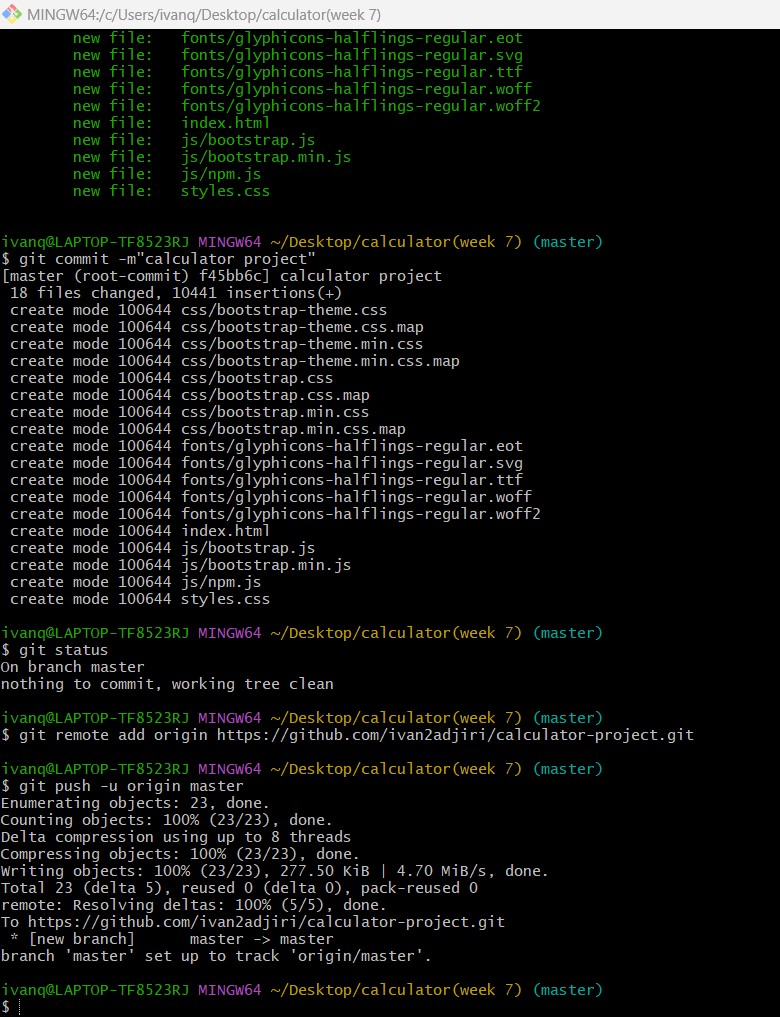 MINGW64:/c/Users/ivanq/Desktop/calculator(week 7)
new file:   fonts/glyphicons-halflings-regular.eot
new file:   fonts/glyphicons-halflings-regular.svg
new file:   fonts/glyphicons-halflings-regular.ttf
new file:   fonts/glyphicons-halflings-regular.woff
new file:   fonts/glyphicons-halflings-regular.woff2
new file:   index.html
new file:   js/bootstrap.js
new file:   js/bootstrap.min.js
new file:   js/npm.js
new file:   styles.css
ivanq@LAPTOP-TF8523RJ MINGW64 ~/Desktop/calculator(week 7) (master)
$ git commit -m"calculator project"
[master (root-commit) f45bb6c] calculator project
 18 files changed, 10441 insertions(+)
 create mode 100644 css/bootstrap-theme.css
 create mode 100644 css/bootstrap-theme.css.map
 create mode 100644 css/bootstrap-theme.min.css
 create mode 100644 css/bootstrap-theme.min.css.map
 create mode 100644 css/bootstrap.css
 create mode 100644 css/bootstrap.css.map
 create mode 100644 css/bootstrap.min.css
 create mode 100644 css/bootstrap.min.css.map
 create mode 100644 fonts/glyphicons-halflings-regular.eot
 create mode 100644 fonts/glyphicons-halflings-regular.svg
 create mode 100644 fonts/glyphicons-halflings-regular.ttf
 create mode 100644 fonts/glyphicons-halflings-regular.woff
 create mode 100644 fonts/glyphicons-halflings-regular.woff2
 create mode 100644 index.html
 create mode 100644 js/bootstrap.js
 create mode 100644 js/bootstrap.min.js
 create mode 100644 js/npm.js
 create mode 100644 styles.css
ivanq@LAPTOP-TF8523RJ MINGW64 ~/Desktop/calculator(week 7) (master)
$ git status
On branch master
nothing to commit, working tree clean
ivanq@LAPTOP-TF8523RJ MINGW64 ~/Desktop/calculator(week 7) (master)
$ git remote add origin https://github.com/ivan2adjiri/calculator-project.git
ivanq@LAPTOP-TF8523RJ MINGW64 ~/Desktop/calculator(week 7) (master)
$ git push -u origin master
Enumerating objects: 23, done.
Counting objects: 100% (23/23), done.
Delta compression using up to 8 threads
Compressing objects: 100% (23/23), done.
Writing objects: 100% (23/23), 277.50 KiB | 4.70 MiB/s, done.
Total 23 (delta 5), reused 0 (delta 0), pack-reused 0
remote: Resolving deltas: 100% (5/5), done.
To https://github.com/ivan2adjiri/calculator-project.git
 * [new branch]      master -> master
branch 'master' set up to track 'origin/master'.
ivanq@LAPTOP-TF8523RJ MINGW64 ~/Desktop/calculator(week 7) (master)
$